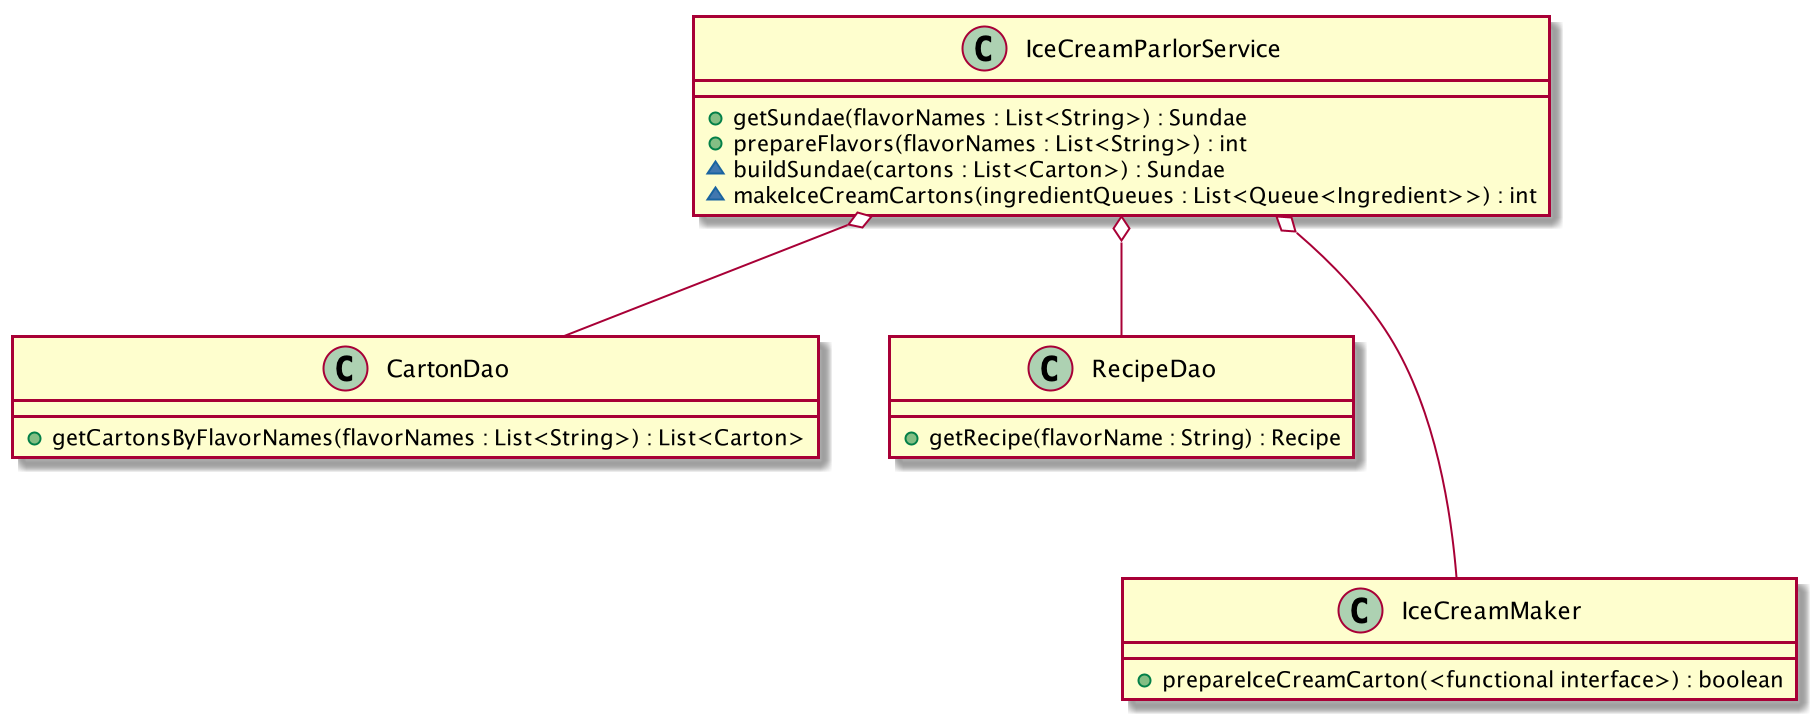 C IceCreamParlorService
getSundae(flavorNames : List<String>) : Sundae
prepareFlavors(flavorNames : List<String>) : int
buildSundae(cartons : List<Carton>) : Sundae
makeIceCreamCartons(ingredientQueues : List<Queue<Ingredient>>) : int
C CartonDao
getCartonsByFlavorNames(flavorNames : List<String>) : List<Carton>
C RecipeDao
getRecipe(flavorName : String) : Recipe
C IceCreamMaker
prepareIceCreamCarton(<functional interface>) : boolean